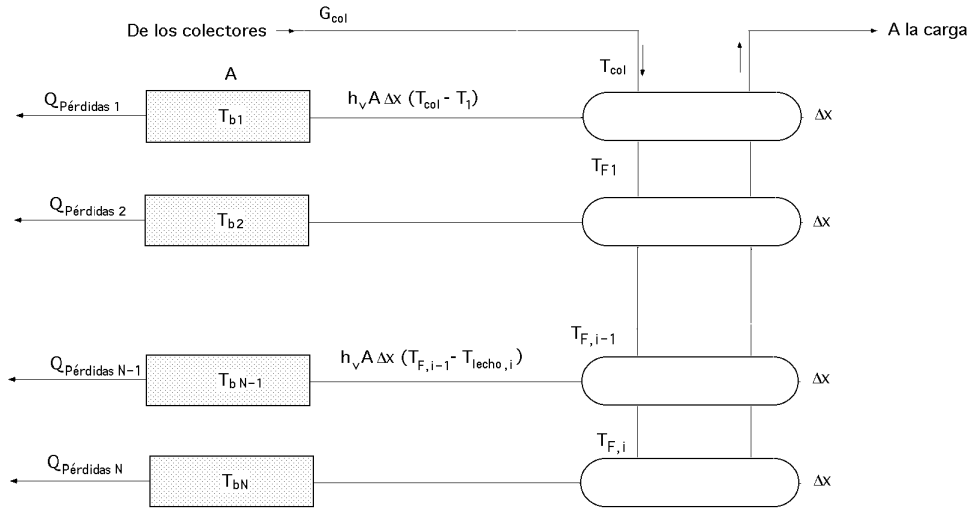 G_col
De los colectores
A la carga
T_col
A
Q_Pérdidas 1
T_b1
h_v A Δx (T_col - T_1)
Δx
T_F1
Q_Pérdidas 2
T_b2
Δx
T_F,i-1
Q_Pérdidas N-1
T_b N-1
h_v A Δx (T_F,i-1 - T_lecho,i)
Δx
T_F,i
Q_Pérdidas N
T_bN
Δx